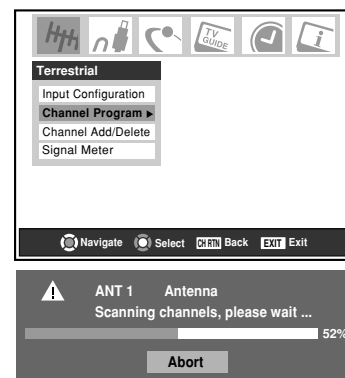 TV
GUIDE
i
Terrestrial
Input Configuration
Channel Program
Channel Add/Delete
Signal Meter
Navigate Select CH RTN Back EXIT Exit
ANT 1 Antenna
Scanning channels, please wait ...
52%
Abort